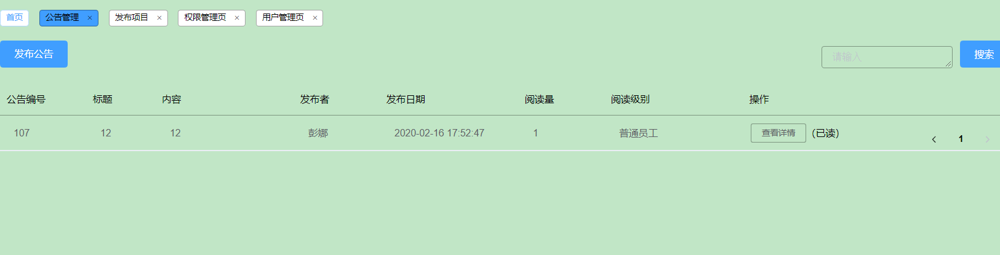 首页 公告管理 × 发布项目 × 权限管理页 × 用户管理页 ×
发布公告 请输入 搜索
公告编号 标题 内容 发布者 发布日期 阅读量 阅读级别 操作
107 12 12 彭娜 2020-02-16 17:52:47 1 普通员工 查看详情 (已读)
< 1 >